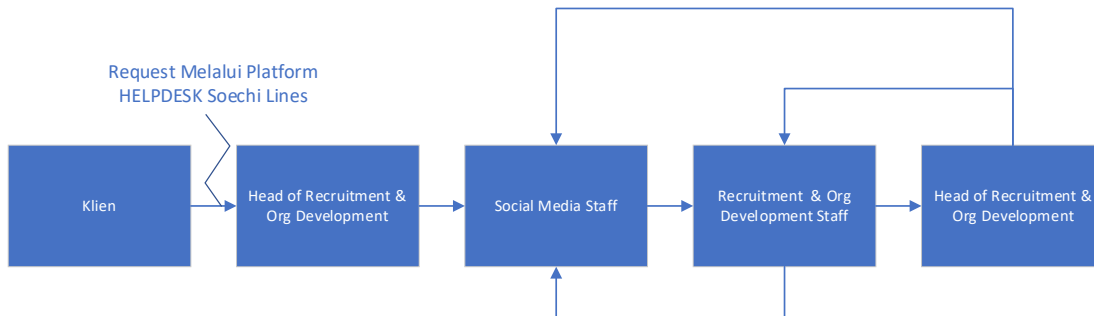 Request Melalui Platform
HELPDESK Soechi Lines
Klien
Head of Recruitment &
Org Development
Social Media Staff
Recruitment & Org
Development Staff
Head of Recruitment &
Org Development